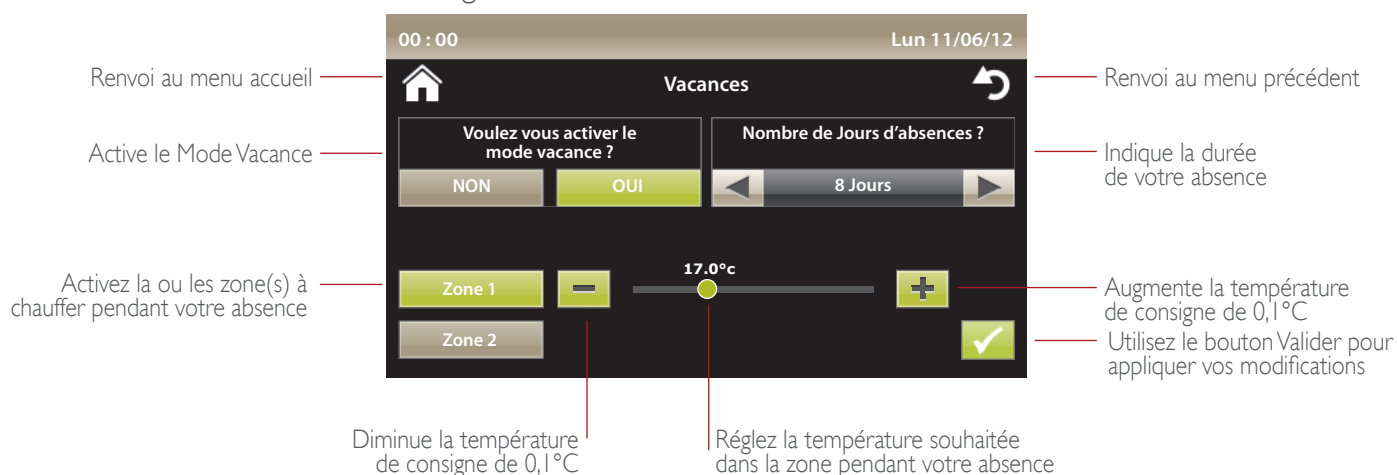 00 : 00
Lun 11/06/12
Renvoi au menu accueil
Vacances
Renvoi au menu précédent
Active le Mode Vacance
Voulez vous activer le
mode vacance ?
NON
OUI
Nombre de Jours d'absences ?
8 Jours
Indique la durée
de votre absence
Activez la ou les zone(s) à
chauffer pendant votre absence
Zone 1
17.0°c
Augmente la température
de consigne de 0,1°C
Zone 2
Utilisez le bouton Valider pour
appliquer vos modifications
Diminue la température
de consigne de 0,1°C
Réglez la température souhaitée
dans la zone pendant votre absence